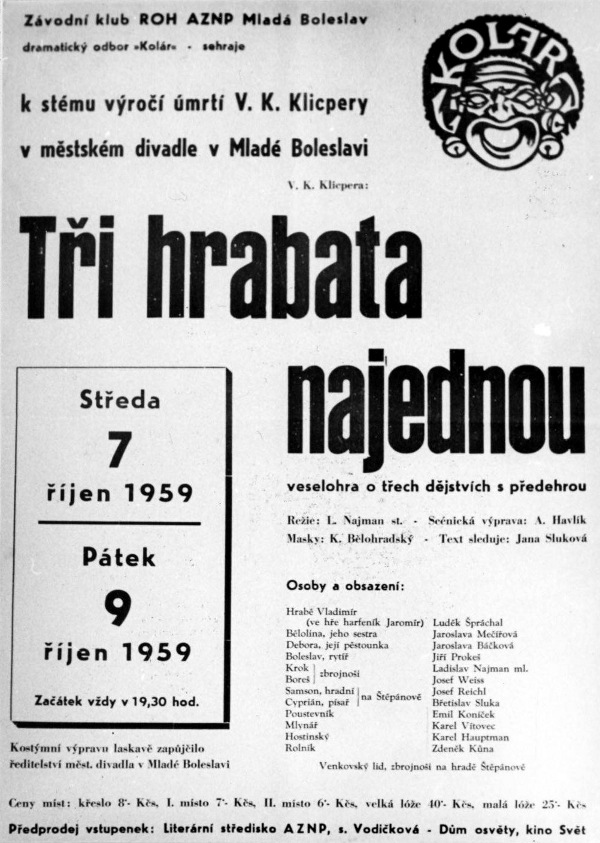 Závodní klub ROH AZNP Mladá Boleslav
dramatický odbor »Kolár« - sehraje
KOLÁR
k stému výročí úmrtí V. K. Klicpery
v městském divadle v Mladé Boleslavi
V. K. Klicpera:
Tři hrabata
najednou
veselohra o třech dějstvích s předehrou
Středa
7
říjen 1959
Pátek
9
říjen 1959
Začátek vždy v 19,30 hod.
Režie: L. Najman st. - Scénická výprava: A. Havlík
Masky: K. Bělohradský - Text sleduje: Jana Sluková
Osoby a obsazení:
Hrabě Vladimír
(ve hře harfeník Jaromír) Luděk Špráchal
Bělolina, jeho sestra Jaroslava Mečířová
Debora, její pěstounka Jaroslava Báčková
Boleslav, rytíř Jiří Prokeš
Krok Ladislav Najman ml.
zbrojnoši
Boreš Josef Weiss
Samson, hradní Josef Reichl
na Štěpánově
Cyprián, písař Břetislav Sluka
Poustevník Emil Koníček
Mlynář Karel Vítovec
Hostinský Karel Hauptman
Rolník Zdeněk Kůna
Venkovský lid, zbrojnoši na hradě Štěpánově
Kostýmní výpravu laskavě zapůjčilo
ředitelství měst. divadla v Mladé Boleslavi
Ceny míst: křeslo 8·- Kčs, I. místo 7·- Kčs, II. místo 6·- Kčs, velká lóže 40·- Kčs, malá lóže 25·- Kčs
Předprodej vstupenek: Literární středisko AZNP, s. Vodičková - Dům osvěty, kino Svět